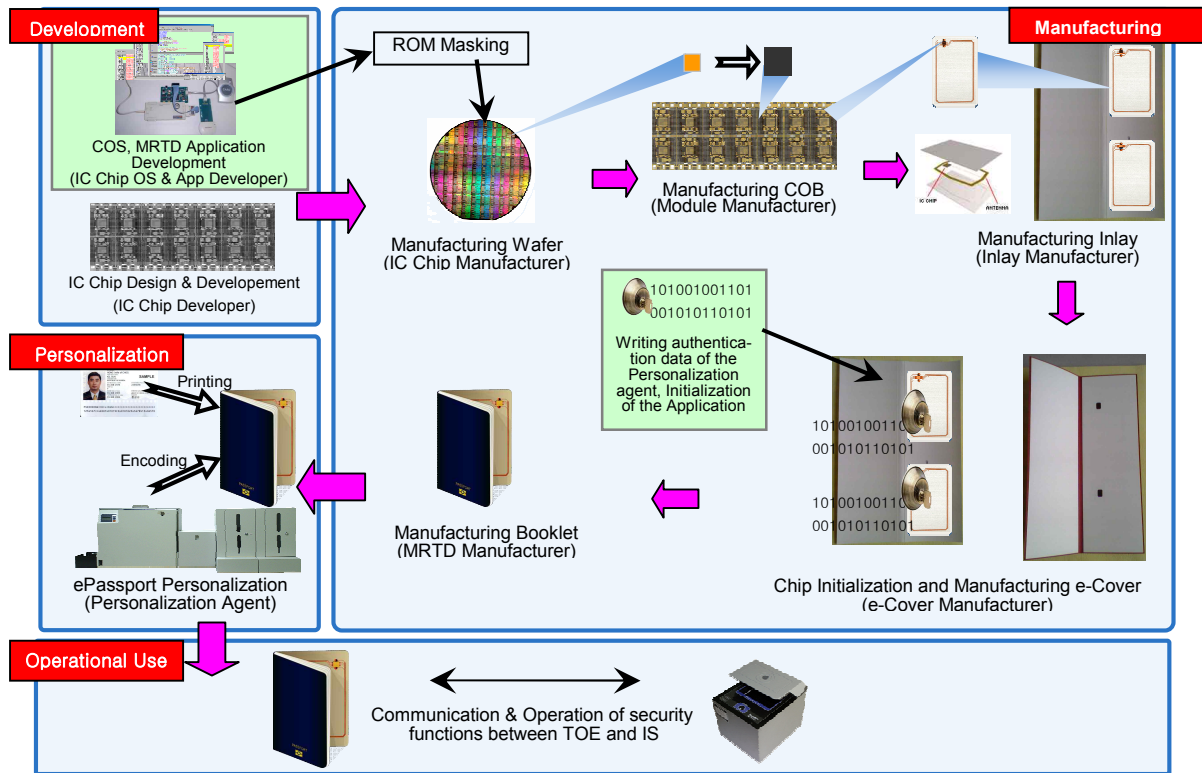 Development
COS, MRTD Application
Development
(IC Chip OS & App Developer)
IC Chip Design & Developement
(IC Chip Developer)
Manufacturing
ROM Masking
Manufacturing Wafer
(IC Chip Manufacturer)
Manufacturing COB
(Module Manufacturer)
IC CHIP
ANTENNA
Manufacturing Inlay
(Inlay Manufacturer)
101001001101
001010110101
Writing authentica-
tion data of the
Personalization
agent, Initialization
of the Application
10100100110
001010110101
10100100110
001010110101
Chip Initialization and Manufacturing e-Cover
(e-Cover Manufacturer)
Manufacturing Booklet
(MRTD Manufacturer)
Personalization
SAMPLE
Printing
Encoding
ePassport Personalization
(Personalization Agent)
Operational Use
Communication & Operation of security
functions between TOE and IS